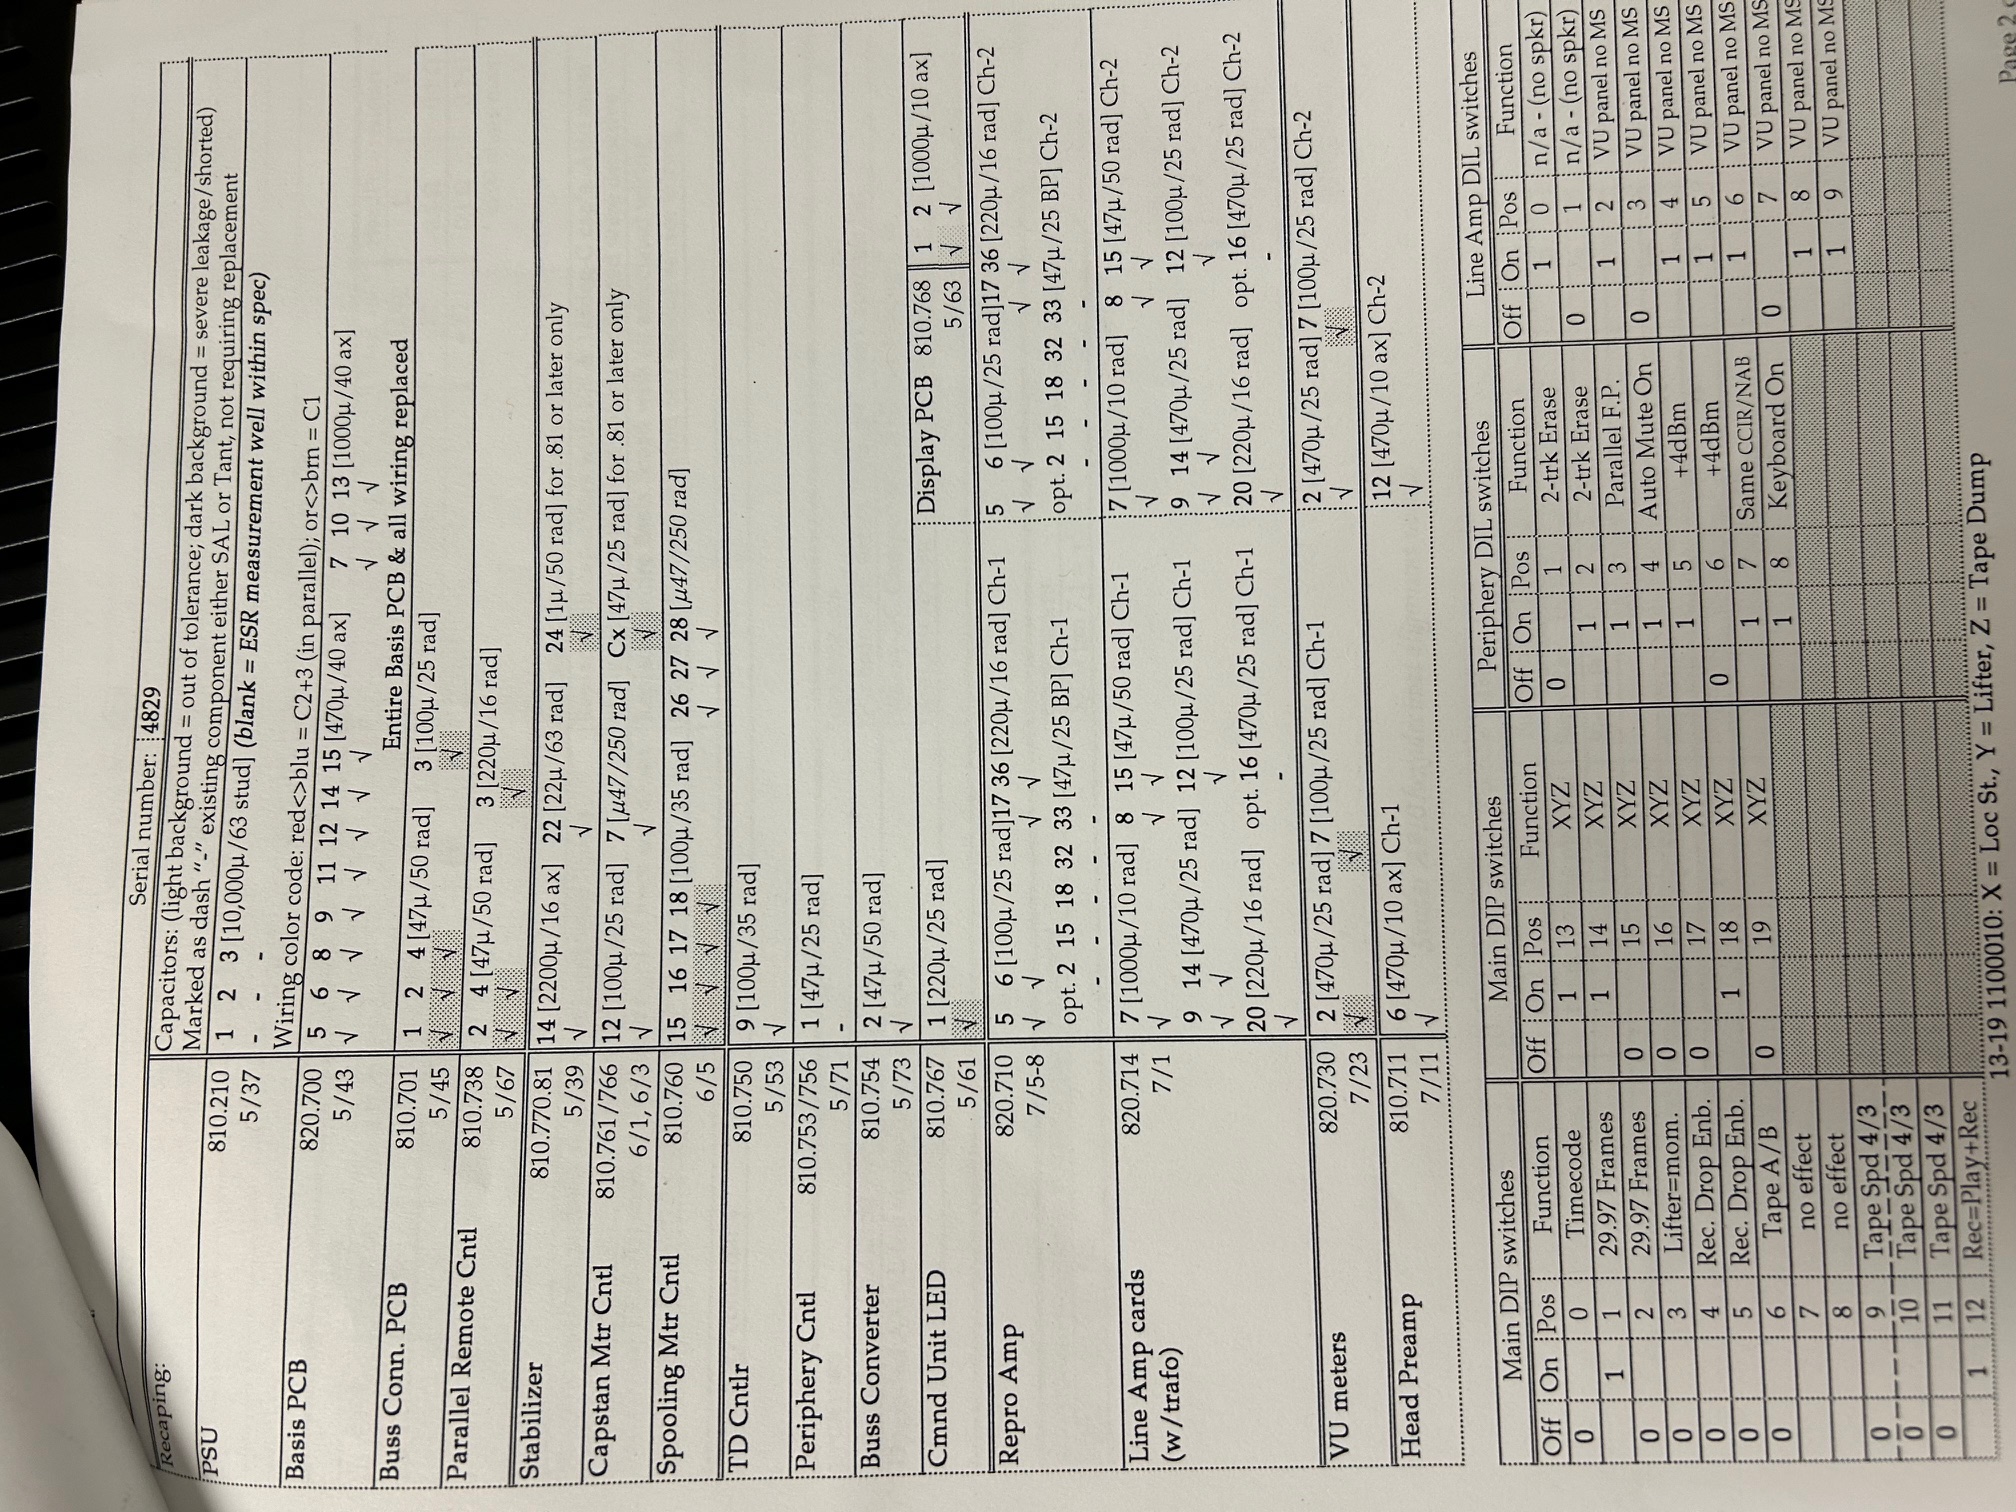 Serial number: 4829
Recaping:
Capacitors: (light background = out of tolerance; dark background = severe leakage/shorted)
Marked as dash “-” existing component either SAL or Tant, not requiring replacement
PSU 810.210 1 2 3 [10,000µ/63 stud] (blank = ESR measurement well within spec)
5/37 - - -
Wiring color code: red<>blu = C2+3 (in parallel); or<>brn = C1
Basis PCB 820.700 5 6 8 9 11 12 14 15 [470µ/40 ax] 7 10 13 [1000µ/40 ax]
5/43 √ √ √ √ √ √ √ √ √ √ √
Entire Basis PCB & all wiring replaced
Buss Conn. PCB 810.701 1 2 4 [47µ/50 rad] 3 [100µ/25 rad]
5/45 √ √ √ √
Parallel Remote Cntl 810.738 2 4 [47µ/50 rad] 3 [220µ/16 rad]
5/67 √ √ √
Stabilizer 810.770.81 14 [2200µ/16 ax] 22 [22µ/63 rad] 24 [1µ/50 rad] for .81 or later only
5/39 √ √ √
Capstan Mtr Cntl 810.761/766 12 [100µ/25 rad] 7 [µ47/250 rad] Cx [47µ/25 rad] for .81 or later only
6/1, 6/3 √ √ √
Spooling Mtr Cntl 810.760 15 16 17 18 [100µ/35 rad] 26 27 28 [µ47/250 rad]
6/5 √ √ √ √ √ √ √
TD Cntlr 810.750 9 [100µ/35 rad]
5/53 √
Periphery Cntl 810.753/756 1 [47µ/25 rad]
5/71 -
Buss Converter 810.754 2 [47µ/50 rad]
5/73 √
Cmnd Unit LED 810.767 1 [220µ/25 rad] Display PCB 810.768 1 2 [1000µ/10 ax]
5/61 √ 5/63 √ √
Repro Amp 820.710 5 6 [100µ/25 rad]17 36 [220µ/16 rad] Ch-1 5 6 [100µ/25 rad]17 36 [220µ/16 rad] Ch-2
7/5-8 √ √ √ √ √ √ √ √
opt. 2 15 18 32 33 [47µ/25 BP] Ch-1 opt. 2 15 18 32 33 [47µ/25 BP] Ch-2
- - - - - - - - - -
Line Amp cards 820.714 7 [1000µ/10 rad] 8 15 [47µ/50 rad] Ch-1 7 [1000µ/10 rad] 8 15 [47µ/50 rad] Ch-2
(w/trafo) 7/1 √ √ √ √ √ √
9 14 [470µ/25 rad] 12 [100µ/25 rad] Ch-1 9 14 [470µ/25 rad] 12 [100µ/25 rad] Ch-2
√ √ √ √ √ √
20 [220µ/16 rad] opt. 16 [470µ/25 rad] Ch-1 20 [220µ/16 rad] opt. 16 [470µ/25 rad] Ch-2
√ - √ -
VU meters 820.730 2 [470µ/25 rad] 7 [100µ/25 rad] Ch-1 2 [470µ/25 rad] 7 [100µ/25 rad] Ch-2
7/23 √ √ √ √
Head Preamp 810.711 6 [470µ/10 ax] Ch-1 12 [470µ/10 ax] Ch-2
7/11 √ √
Main DIP switches Main DIP switches Periphery DIL switches Line Amp DIL switches
Off On Pos Function Off On Pos Function Off On Pos Function Off On Pos Function
0 0 Timecode 1 13 XYZ 0 1 2-trk Erase 1 0 n/a - (no spkr)
1 1 29.97 Frames 1 14 XYZ 1 2 2-trk Erase 0 1 n/a - (no spkr)
0 2 29.97 Frames 0 15 XYZ 1 3 Parallel F.P. 1 2 VU panel no MS
0 3 Lifter=mom. 0 16 XYZ 1 4 Auto Mute On 0 3 VU panel no MS
0 4 Rec. Drop Enb. 0 17 XYZ 1 5 +4dBm 1 4 VU panel no MS
0 5 Rec. Drop Enb. 1 18 XYZ 0 6 +4dBm 1 5 VU panel no MS
0 6 Tape A/B 0 19 XYZ 1 7 Same CCIR/NAB 1 6 VU panel no MS
7 no effect 1 8 Keyboard On 0 7 VU panel no MS
8 no effect 1 8 VU panel no MS
0 9 Tape Spd 4/3 1 9 VU panel no MS
0 10 Tape Spd 4/3
0 11 Tape Spd 4/3
1 12 Rec=Play+Rec
13-19 1100010: X = Loc St., Y = Lifter, Z = Tape Dump
Page 2